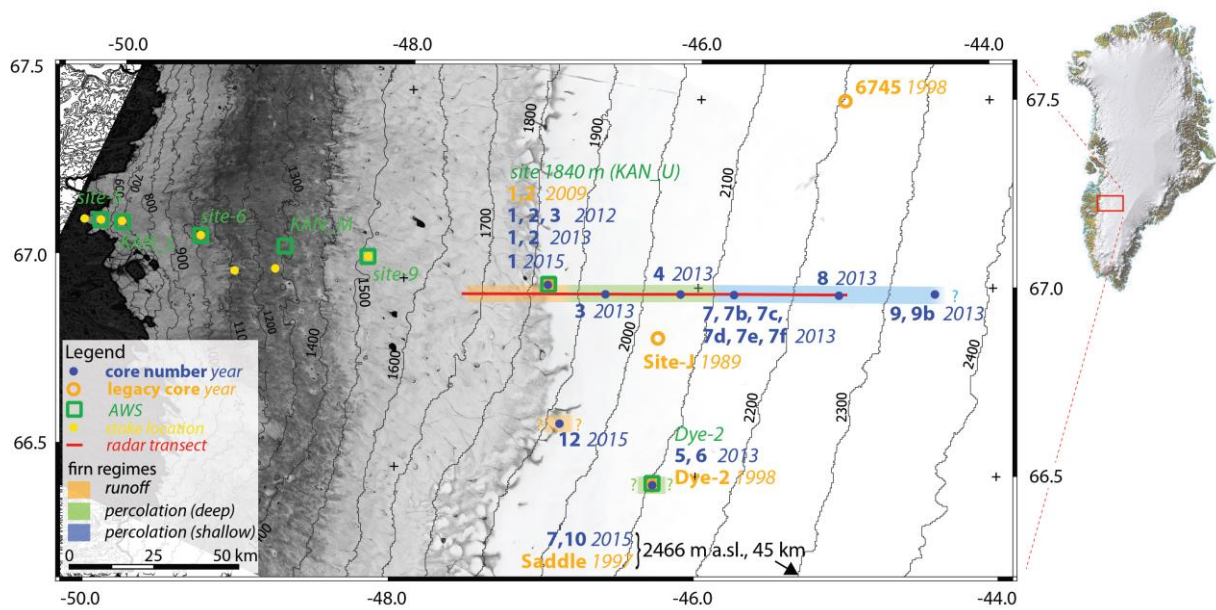 -50.0 -48.0 -46.0 -44.0
67.5
67.0
66.5
67.5
67.0
66.5
6745 1998
site 1840 m (KAN_U)
1, 2 2009
1, 2, 3 2012
1, 2 2013
1 2015
site-6
KAN_M
site-9
600
700
800
900
1200
1300
1400
1500
1600
1700
1800
1900
2000
2100
2200
2300
2400
3 2013
4 2013
7, 7b, 7c,
7d, 7e, 7f 2013
8 2013
9, 9b 2013
?
Site-J 1989
? ?
12 2015
Dye-2
5, 6 2013
Dye-2 1998
? ?
7,10 2015
Saddle 1997
2466 m a.sl., 45 km
Legend
core number year
legacy core year
AWS
stake location
radar transect
firn regimes
runoff
percolation (deep)
percolation (shallow)
0 25 50 km
-50.0 -48.0 -46.0 -44.0